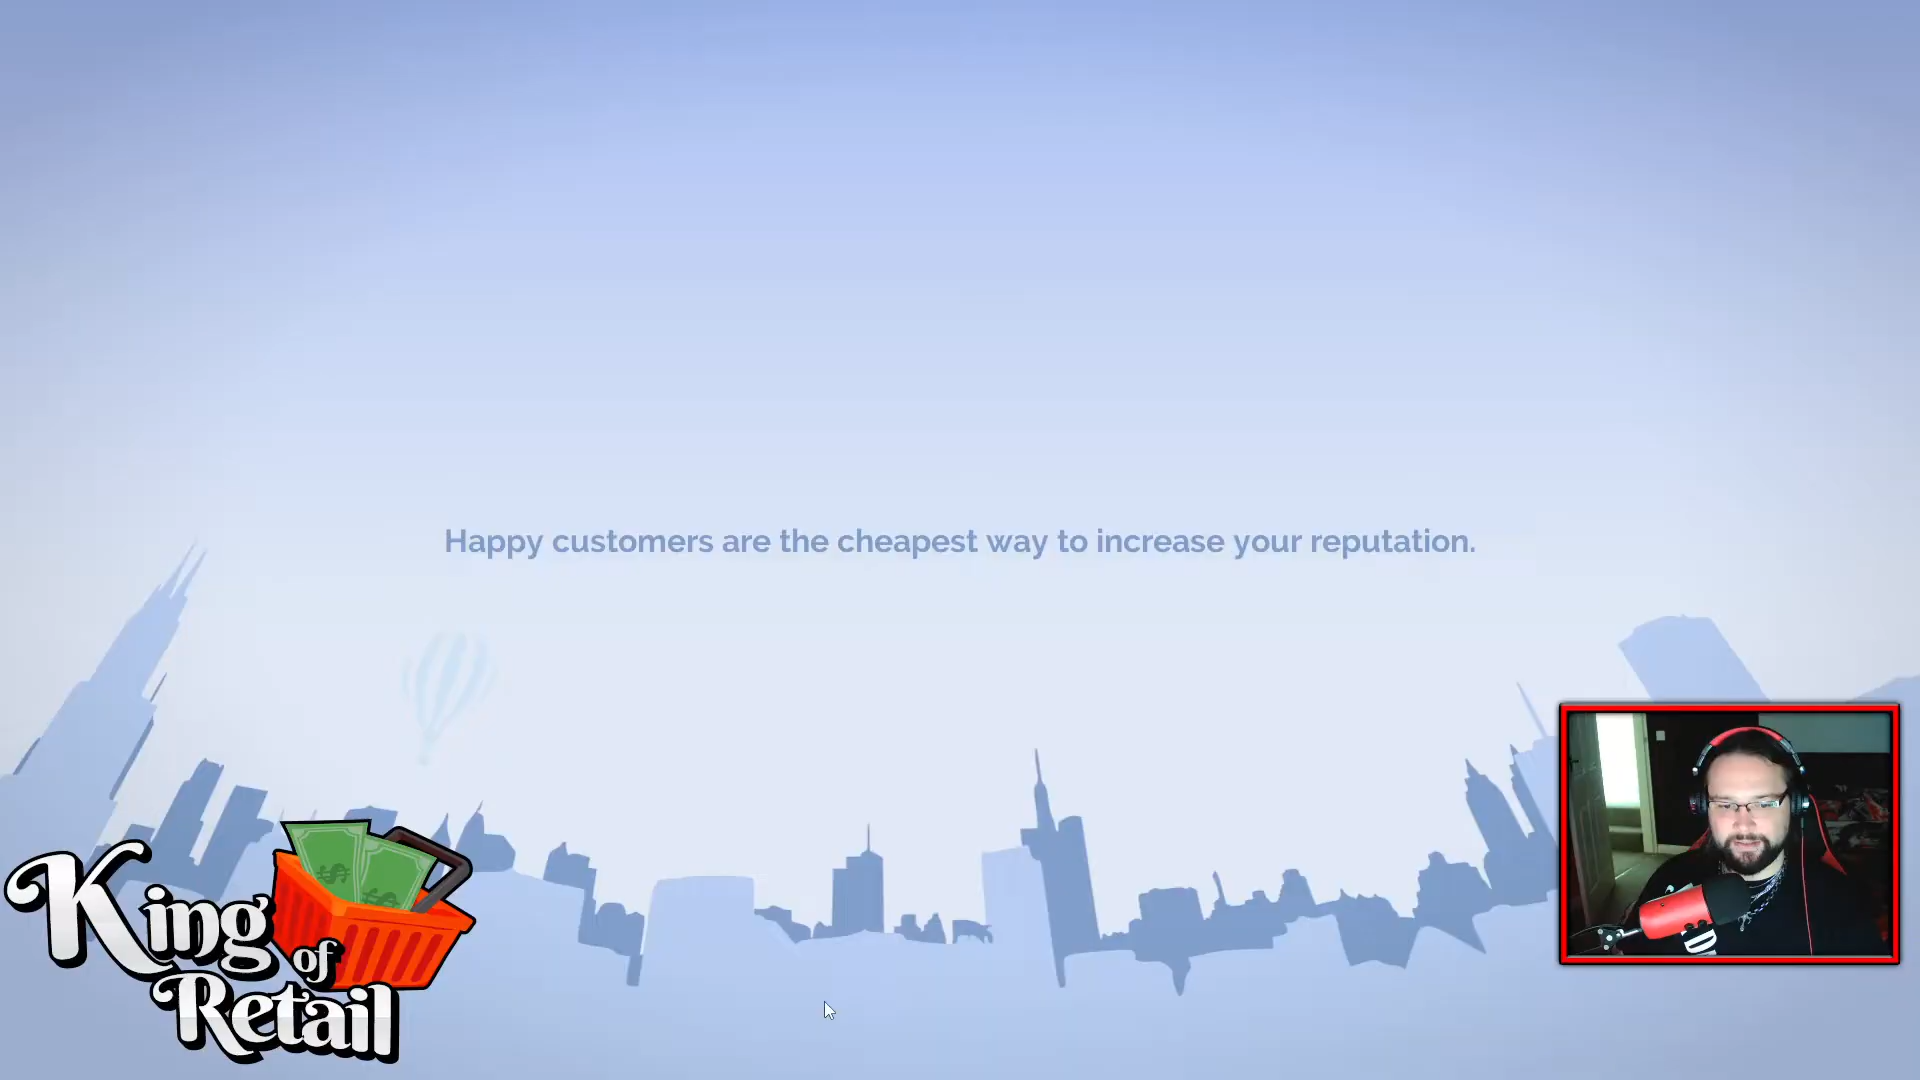 Happy customers are the cheapest way to increase your reputation.
King
of
Retail